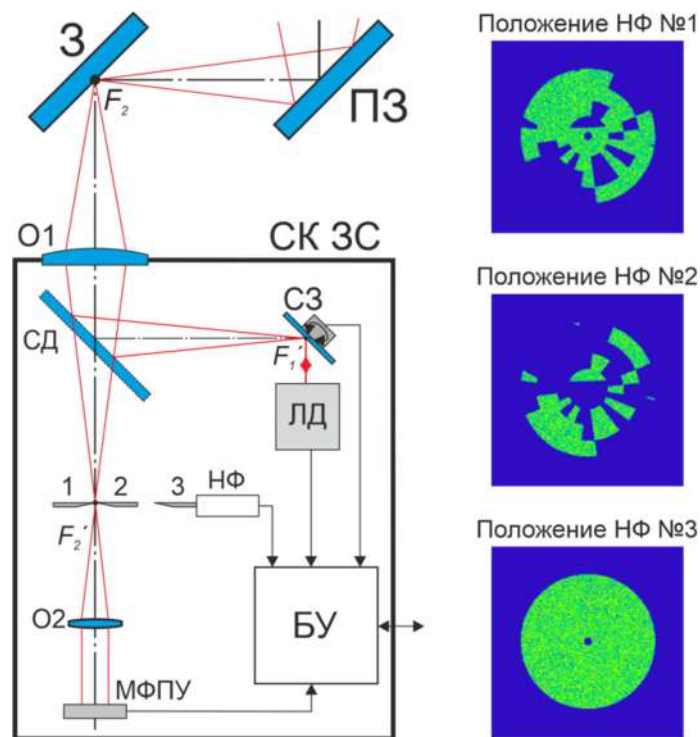 З
F₂
ПЗ
О1
СК ЗС
СД
СЗ
F₁′
ЛД
1
2
3
НФ
F₂′
О2
БУ
МФПУ
Положение НФ №1
Положение НФ №2
Положение НФ №3